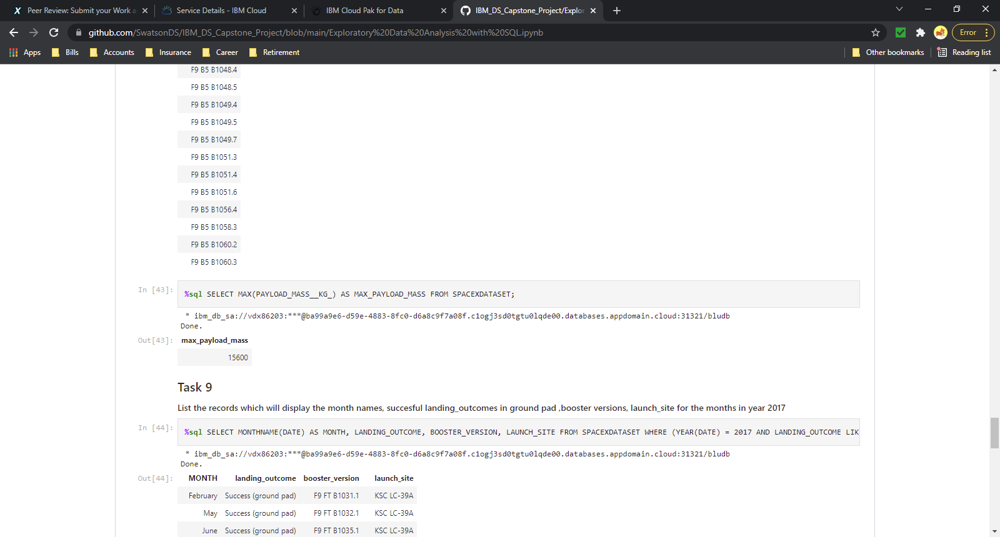 Peer Review: Submit your Work a
Service Details - IBM Cloud
IBM Cloud Pak for Data
IBM_DS_Capstone_Project/Explor
github.com/SwatsonDS/IBM_DS_Capstone_Project/blob/main/Exploratory%20Data%20Analysis%20with%20SQL.ipynb
Error
Apps
Bills
Accounts
Insurance
Career
Retirement
Other bookmarks
Reading list
F9 B5 B1048.4
F9 B5 B1048.5
F9 B5 B1049.4
F9 B5 B1049.5
F9 B5 B1049.7
F9 B5 B1051.3
F9 B5 B1051.4
F9 B5 B1051.6
F9 B5 B1056.4
F9 B5 B1058.3
F9 B5 B1060.2
F9 B5 B1060.3
In [43]: %sql SELECT MAX(PAYLOAD_MASS__KG_) AS MAX_PAYLOAD_MASS FROM SPACEXDATASET;
* ibm_db_sa://vdx86203:***@ba99a9e6-d59e-4883-8fc0-d6a8c9f7a08f.c1ogj3sd0tgtu0lqde00.databases.appdomain.cloud:31321/bludb
Done.
Out[43]: max_payload_mass
15600
Task 9
List the records which will display the month names, succesful landing_outcomes in ground pad ,booster versions, launch_site for the months in year 2017
In [44]: %sql SELECT MONTHNAME(DATE) AS MONTH, LANDING_OUTCOME, BOOSTER_VERSION, LAUNCH_SITE FROM SPACEXDATASET WHERE (YEAR(DATE) = 2017 AND LANDING_OUTCOME LIK
* ibm_db_sa://vdx86203:***@ba99a9e6-d59e-4883-8fc0-d6a8c9f7a08f.c1ogj3sd0tgtu0lqde00.databases.appdomain.cloud:31321/bludb
Done.
Out[44]: MONTH landing_outcome booster_version launch_site
February Success (ground pad) F9 FT B1031.1 KSC LC-39A
May Success (ground pad) F9 FT B1032.1 KSC LC-39A
June Success (ground pad) F9 FT B1035.1 KSC LC-39A